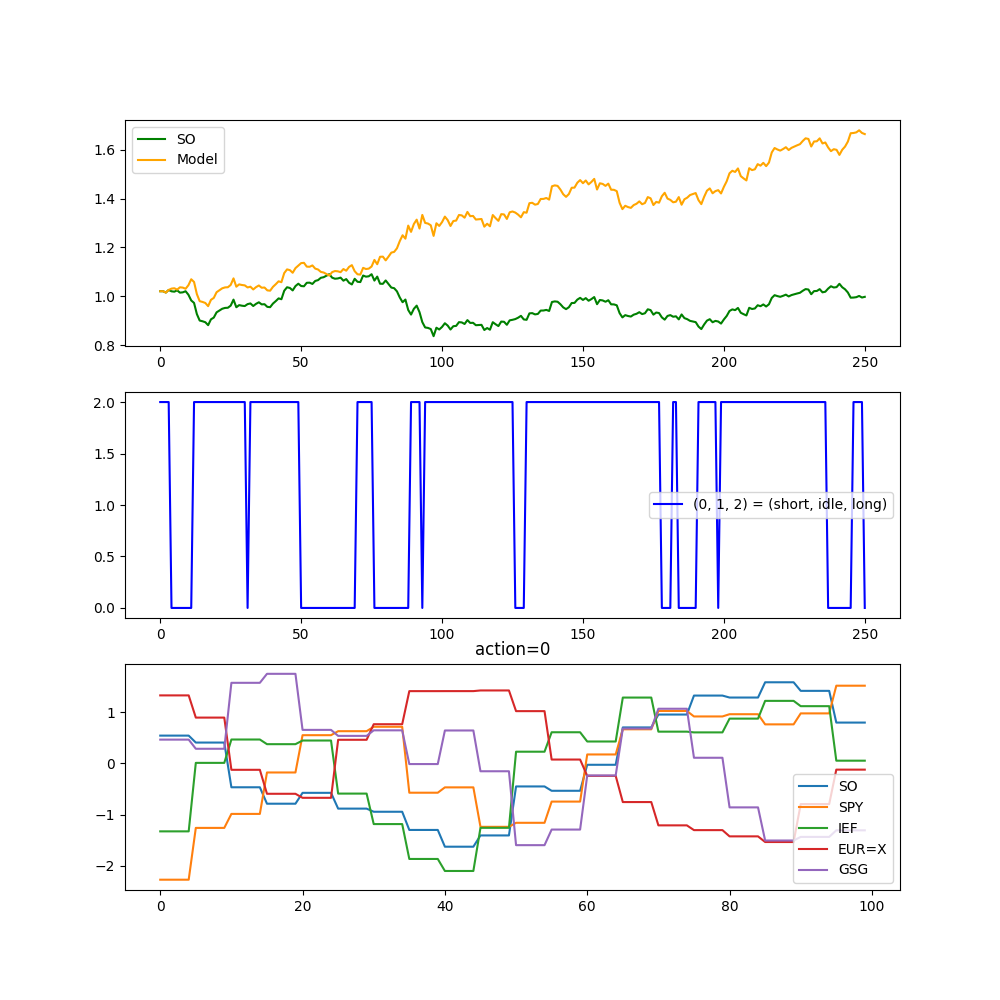 SO
Model
1.6
1.4
1.2
1.0
0.8
0 50 100 150 200 250
2.0
1.5
1.0
0.5
0.0
(0, 1, 2) = (short, idle, long)
0 50 100 150 200 250
action=0
1
0
−1
−2
SO
SPY
IEF
EUR=X
GSG
0 20 40 60 80 100